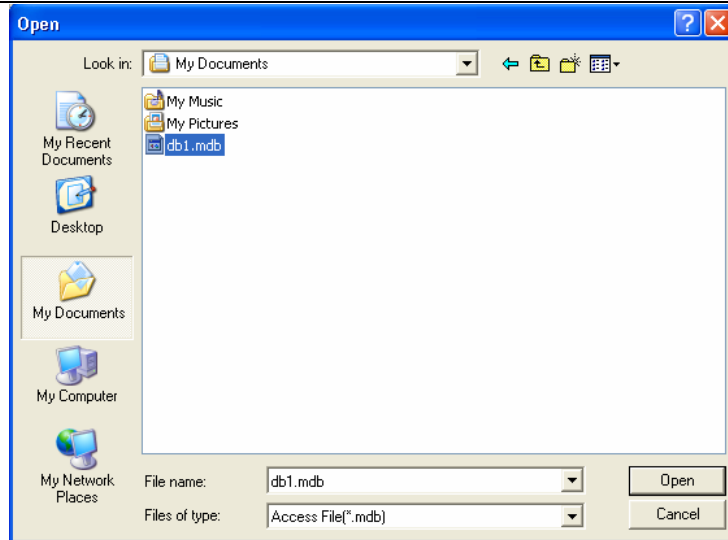 Open
Look in: My Documents
My Recent
Documents
Desktop
My Documents
My Computer
My Network
Places
My Music
My Pictures
db1.mdb
File name: db1.mdb Open
Files of type: Access File(*.mdb) Cancel